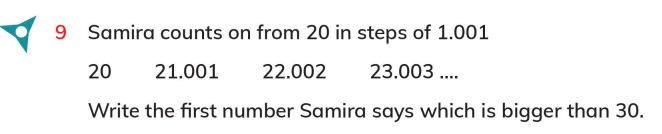 9 Samira counts on from 20 in steps of 1.001
20 21.001 22.002 23.003 ....
Write the first number Samira says which is bigger than 30.